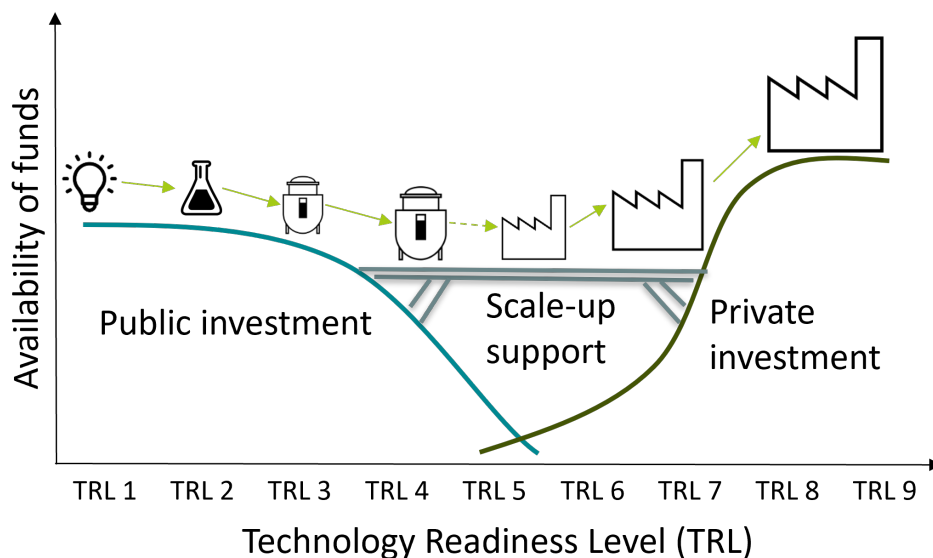 Availability of funds
Public investment
Scale-up
support
Private
investment
TRL 1
TRL 2
TRL 3
TRL 4
TRL 5
TRL 6
TRL 7
TRL 8
TRL 9
Technology Readiness Level (TRL)